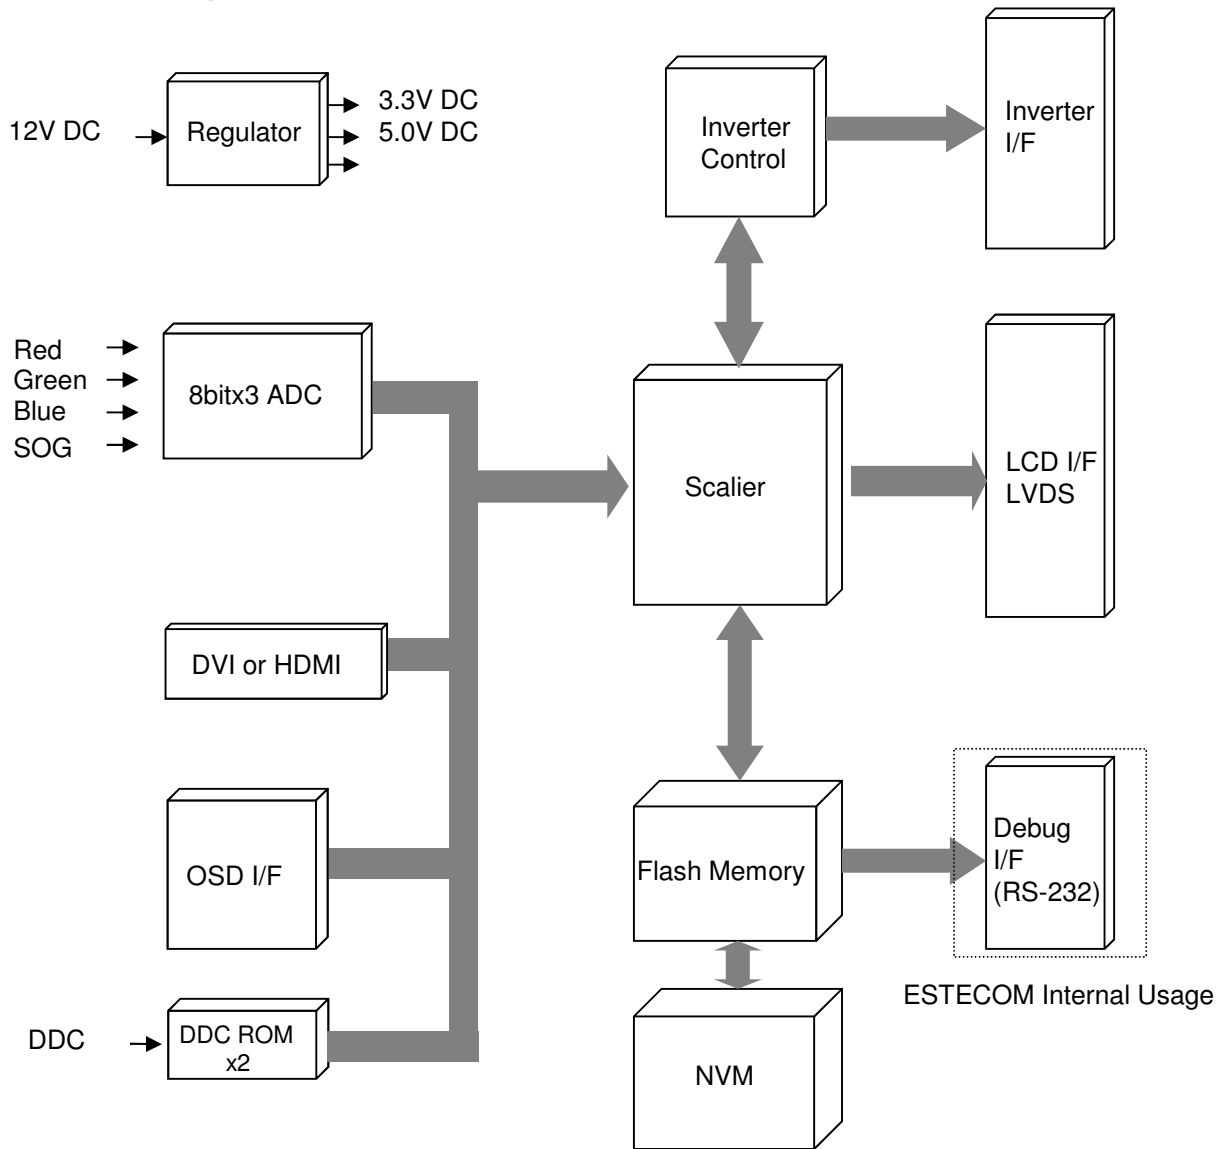 12V DC
Regulator
3.3V DC
5.0V DC
Inverter
Control
Inverter
I/F
Red
Green
Blue
SOG
8bitx3 ADC
Scalier
LCD I/F
LVDS
DVI or HDMI
OSD I/F
Flash Memory
Debug
I/F
(RS-232)
ESTECOM Internal Usage
DDC
DDC ROM
x2
NVM